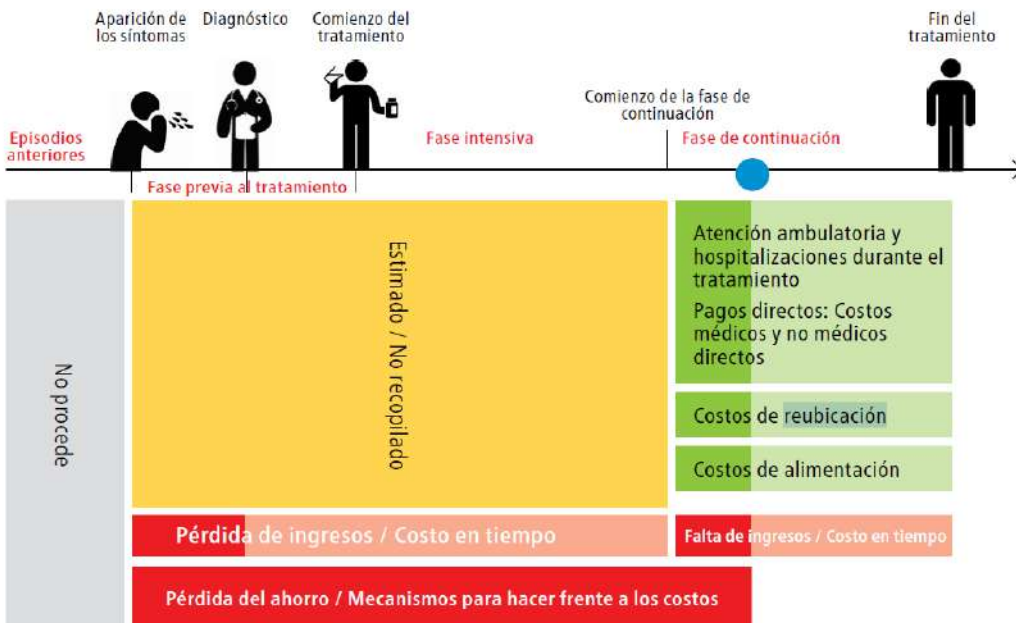 Aparición de
los síntomas
Diagnóstico
Comienzo del
tratamiento
Fin del
tratamiento
Comienzo de la fase de
continuación
Episodios
anteriores
Fase intensiva
Fase de continuación
Fase previa al tratamiento
No procede
Estimado / No recopilado
Atención ambulatoria y
hospitalizaciones durante el
tratamiento
Pagos directos: Costos
médicos y no médicos
directos
Costos de reubicación
Costos de alimentación
Pérdida de ingresos / Costo en tiempo
Falta de ingresos / Costo en tiempo
Pérdida del ahorro / Mecanismos para hacer frente a los costos